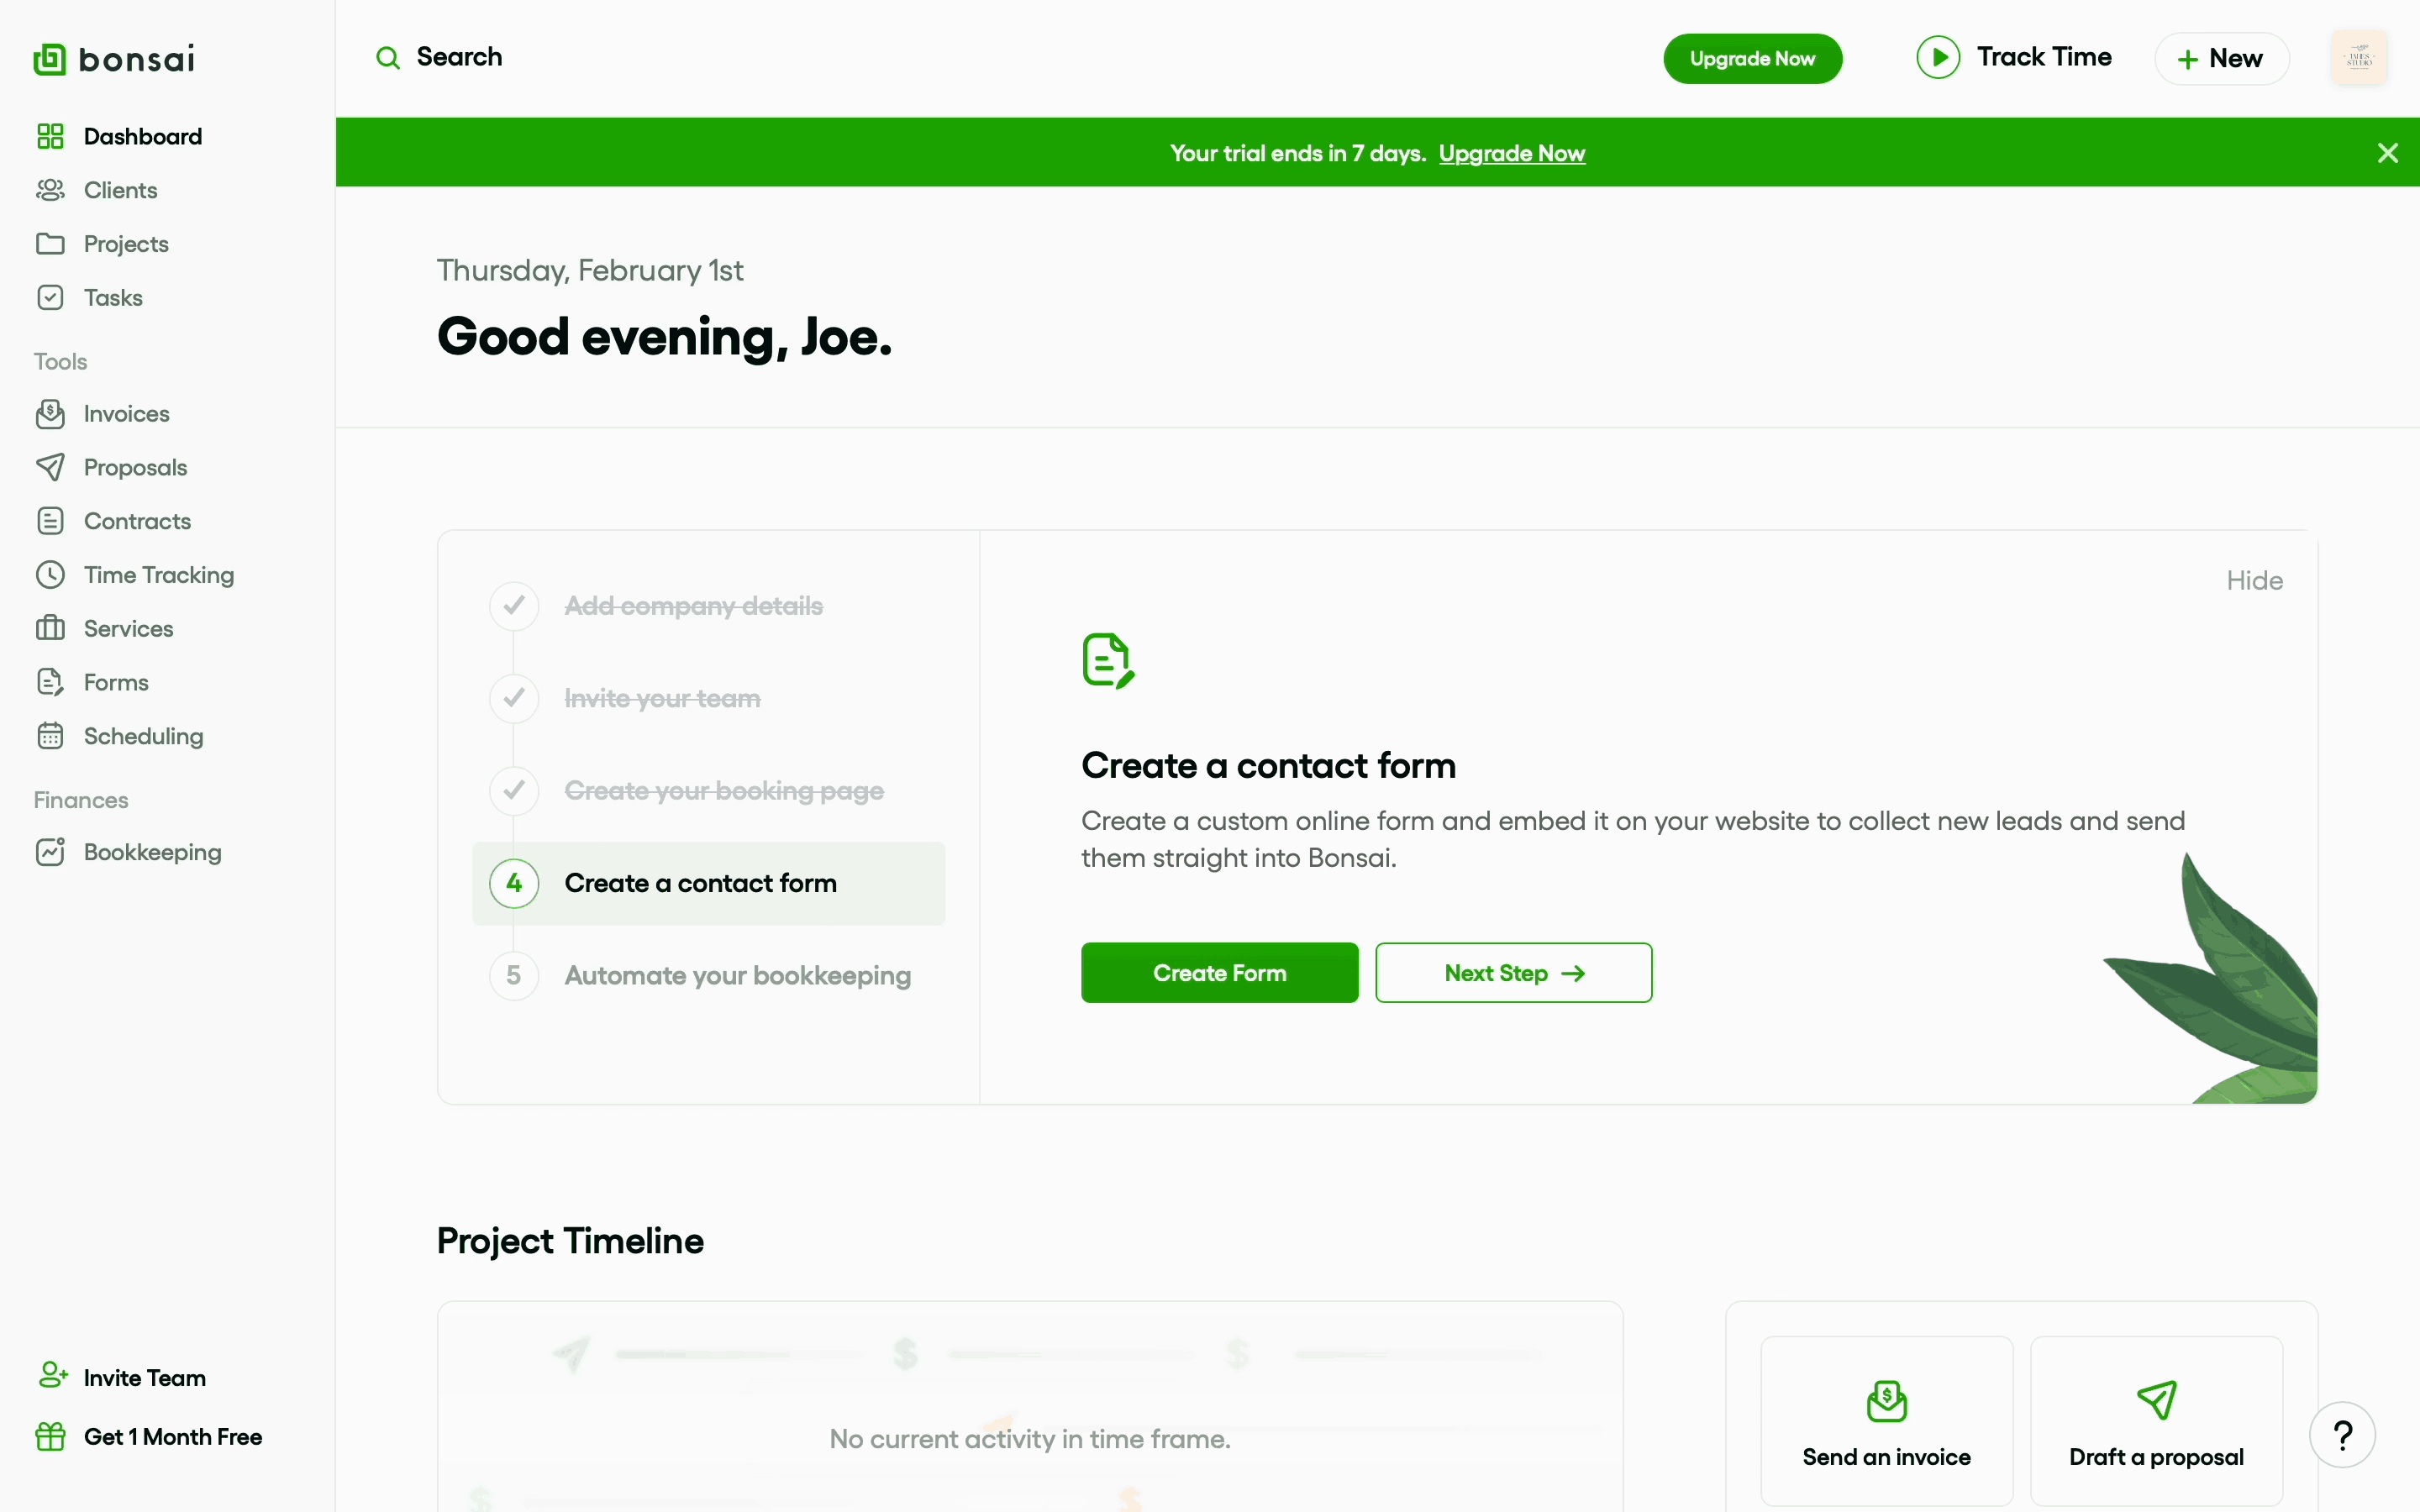 bonsai
Search
Upgrade Now
Track Time
New
JANE'S
STUDIO
Your trial ends in 7 days. Upgrade Now
Dashboard
Clients
Projects
Tasks
Tools
Invoices
Proposals
Contracts
Time Tracking
Services
Forms
Scheduling
Finances
Bookkeeping
Invite Team
Get 1 Month Free
Thursday, February 1st
Good evening, Joe.
Add company details
Invite your team
Create your booking page
4 Create a contact form
5 Automate your bookkeeping
Hide
Create a contact form
Create a custom online form and embed it on your website to collect new leads and send
them straight into Bonsai.
Create Form
Next Step
Project Timeline
No current activity in time frame.
Send an invoice
Draft a proposal
?